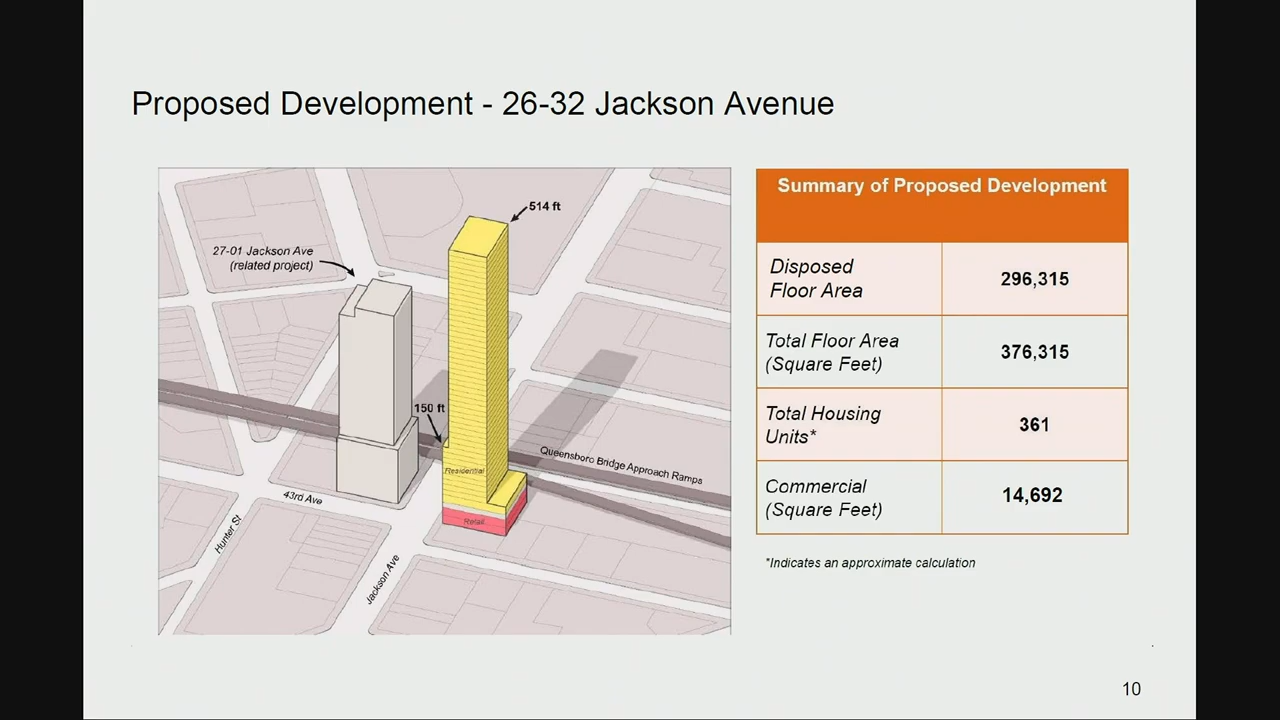 Proposed Development - 26-32 Jackson Avenue
514 ft
27-01 Jackson Ave
(related project)
150 ft
Residential
Queensboro Bridge Approach Ramps
43rd Ave
Retail
Hunter St
Jackson Ave
Summary of Proposed Development
Disposed
Floor Area
296,315
Total Floor Area
(Square Feet)
376,315
Total Housing
Units*
361
Commercial
(Square Feet)
14,692
*Indicates an approximate calculation
10